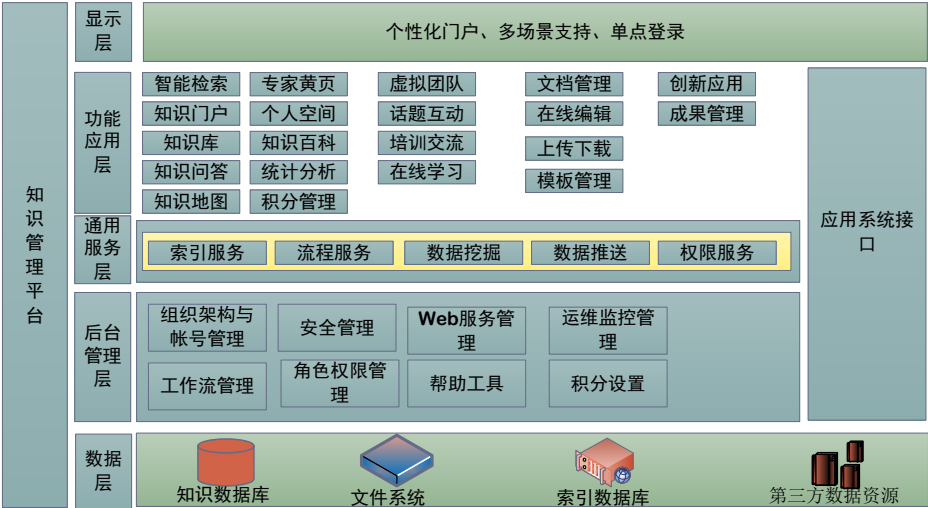 知
识
管
理
平
台
显示
层
个性化门户、多场景支持、单点登录
功能
应用
层
智能检索
专家黄页
虚拟团队
文档管理
创新应用
知识门户
个人空间
话题互动
在线编辑
成果管理
知识库
知识百科
培训交流
上传下载
知识问答
统计分析
在线学习
模板管理
知识地图
积分管理
应用系统接
口
通用
服务
层
索引服务
流程服务
数据挖掘
数据推送
权限服务
后台
管理
层
组织架构与
帐号管理
安全管理
Web服务管
理
运维监控管
理
工作流管理
角色权限管
理
帮助工具
积分设置
数据
层
知识数据库
文件系统
索引数据库
第三方数据资源